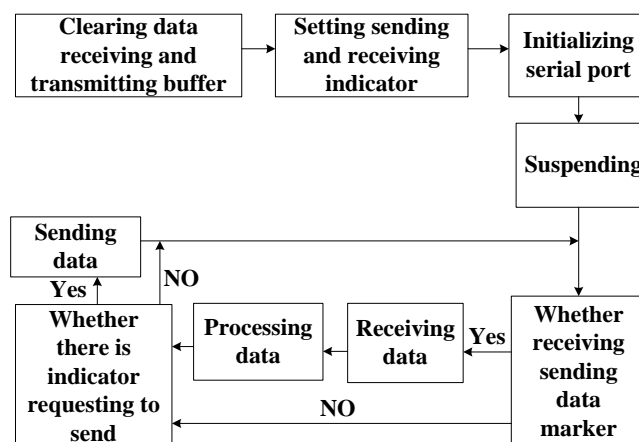 Clearing data
receiving and
transmitting buffer
Setting sending
and receiving
indicator
Initializing
serial port
Suspending
Sending
data
Yes
NO
Whether
there is
indicator
requesting to
send
Processing
data
Receiving
data
Yes
NO
Whether
receiving
sending
data
marker